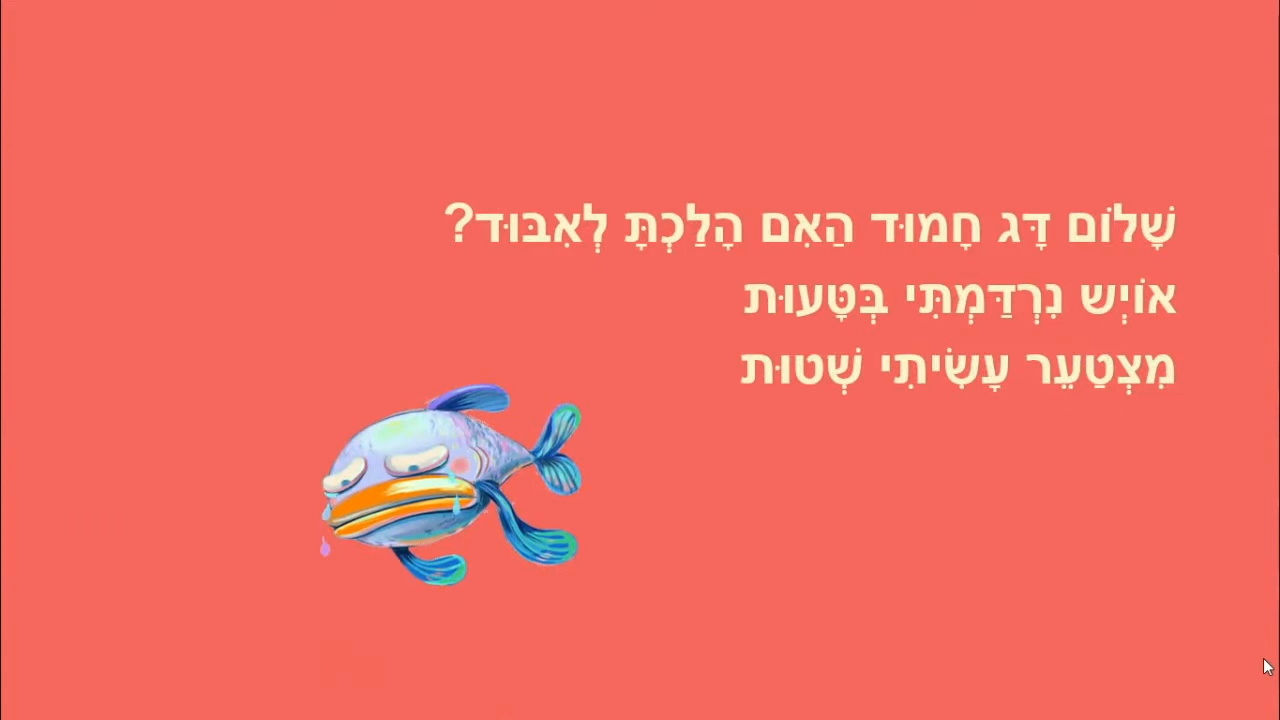 שָׁלוֹם דָּג חָמוּד הַאִם הָלַכְתָּ לְאִבּוּד?
אוֹיְש נִרְדַּמְתִּי בְּטָּעוּת
מִצְטַעֵר עָשִׂיתִי שְׁטוּת